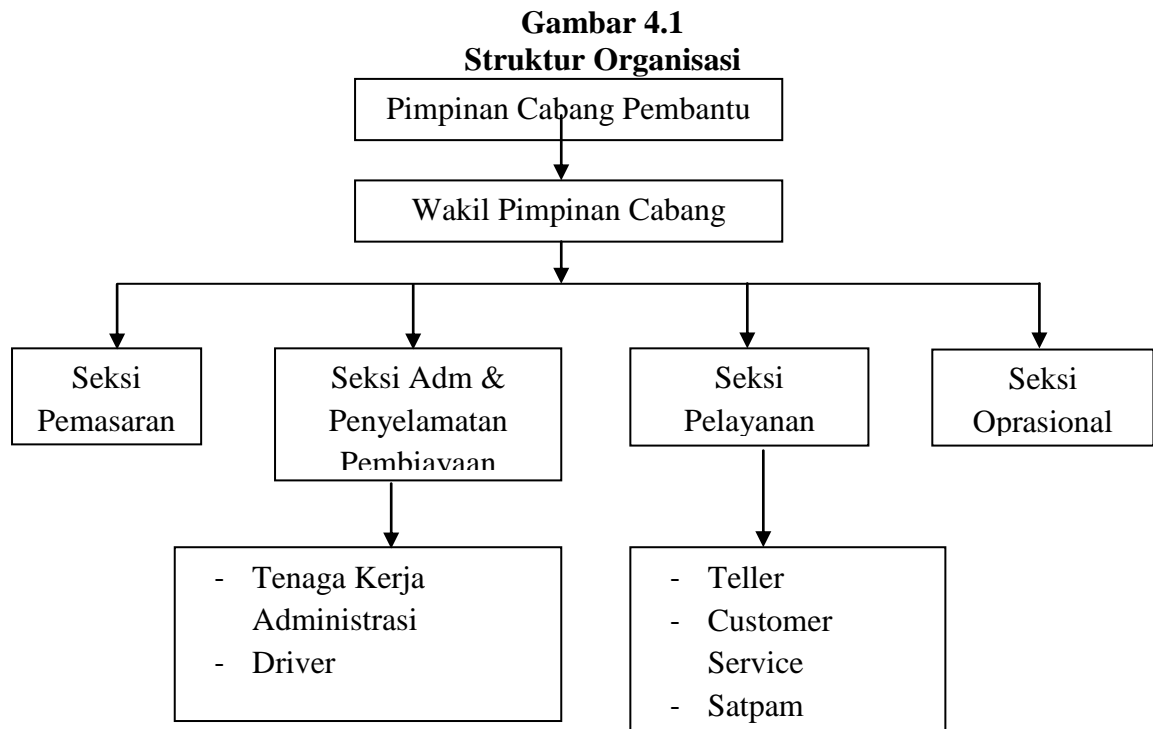 Gambar 4.1
Struktur Organisasi
Pimpinan Cabang Pembantu
Wakil Pimpinan Cabang
Seksi
Pemasaran
Seksi Adm &
Penyelamatan
Pembiayaan
Seksi
Pelayanan
Seksi
Oprasional
- Tenaga Kerja
Administrasi
- Driver
- Teller
- Customer
Service
- Satpam